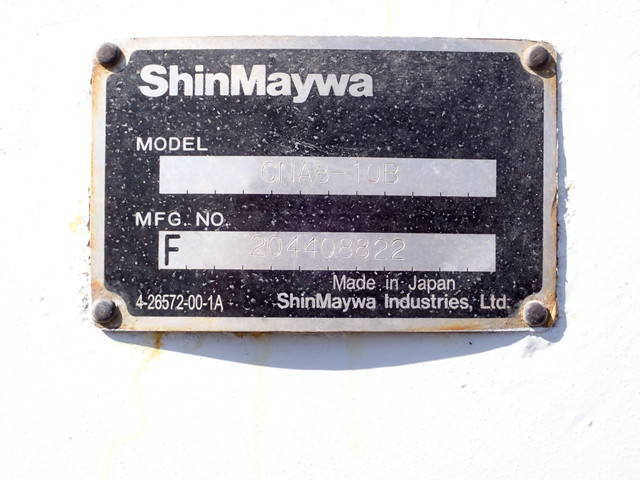 ShinMaywa
MODEL
CNA8-10B
MFG. NO.
F 204408822
Made in Japan
4-26572-00-1A ShinMaywa Industries, Ltd.